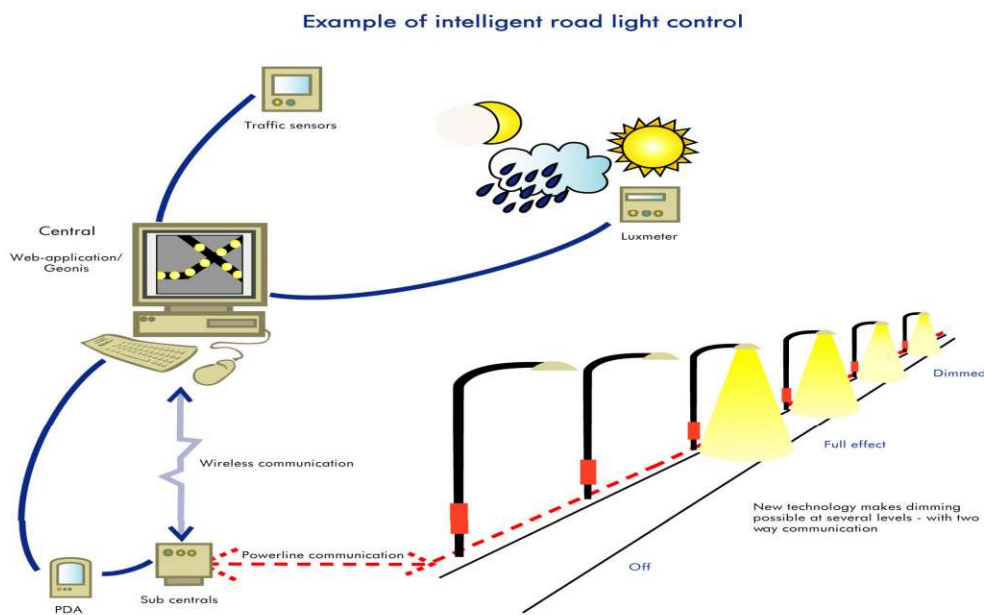 Example of intelligent road light control
Traffic sensors
Luxmeter
Central
Web-application/
Geonis
Dimmed
Full effect
Wireless communication
New technology makes dimming
possible at several levels - with two
way communication
Powerline communication
Off
Sub centrals
PDA